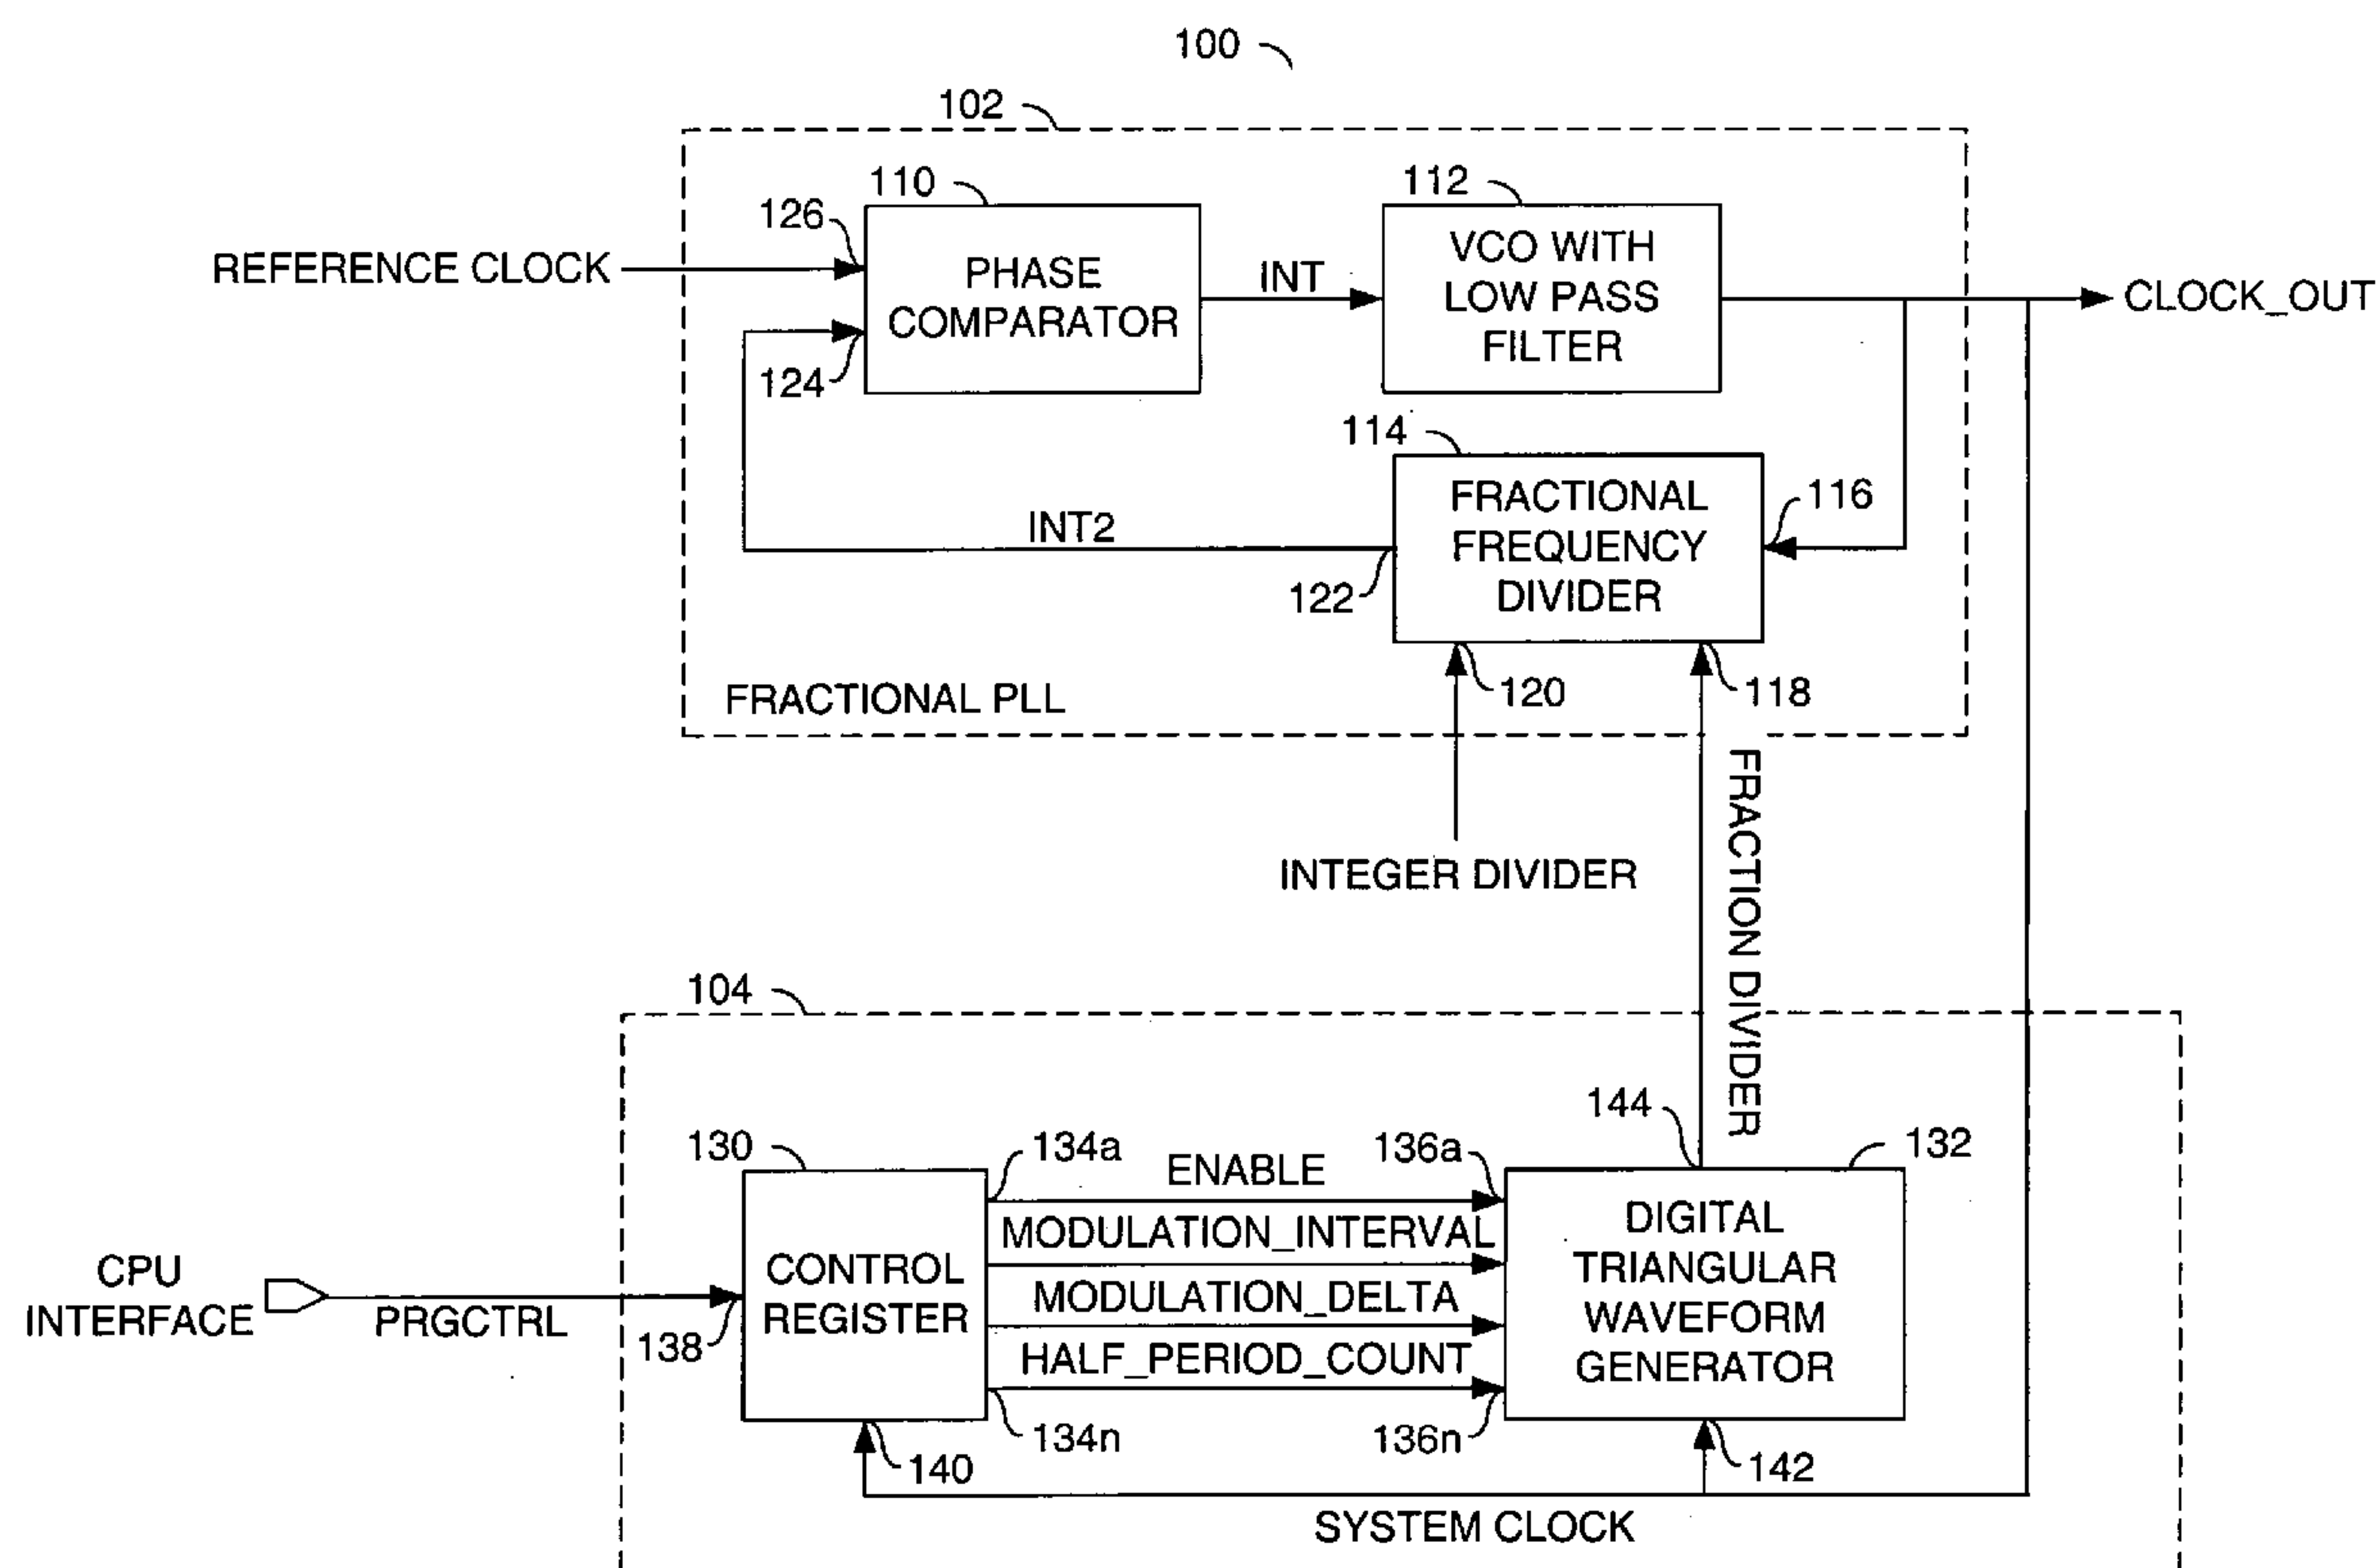 100
102
110
112
126
REFERENCE CLOCK
PHASE
COMPARATOR
INT
VCO WITH
LOW PASS
FILTER
CLOCK_OUT
124
114
FRACTIONAL
FREQUENCY
DIVIDER
116
INT2
122
120
118
FRACTIONAL PLL
INTEGER DIVIDER
FRACTION DIVIDER
104
144
130
134a
ENABLE
136a
132
MODULATION_INTERVAL
MODULATION_DELTA
HALF_PERIOD_COUNT
CONTROL
REGISTER
DIGITAL
TRIANGULAR
WAVEFORM
GENERATOR
CPU
INTERFACE
PRGCTRL
138
134n
136n
140
142
SYSTEM CLOCK